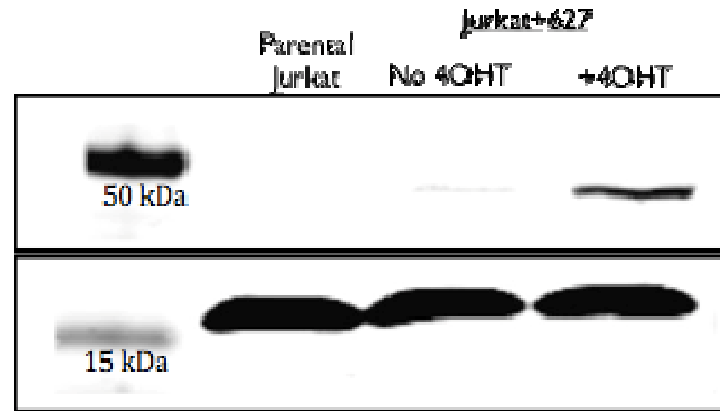 Jurkat+627
Parental
Jurkat
No 4OHT
+4OHT
50 kDa
15 kDa